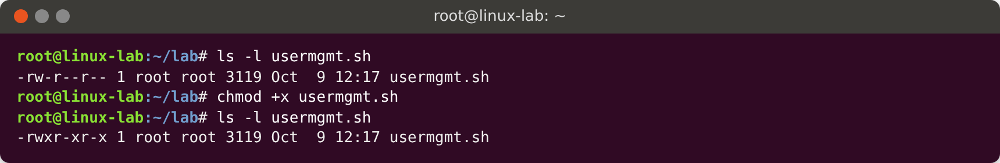 root@linux-lab: ~
root@linux-lab:~/lab# ls -l usermgmt.sh
-rw-r--r-- 1 root root 3119 Oct  9 12:17 usermgmt.sh
root@linux-lab:~/lab# chmod +x usermgmt.sh
root@linux-lab:~/lab# ls -l usermgmt.sh
-rwxr-xr-x 1 root root 3119 Oct  9 12:17 usermgmt.sh